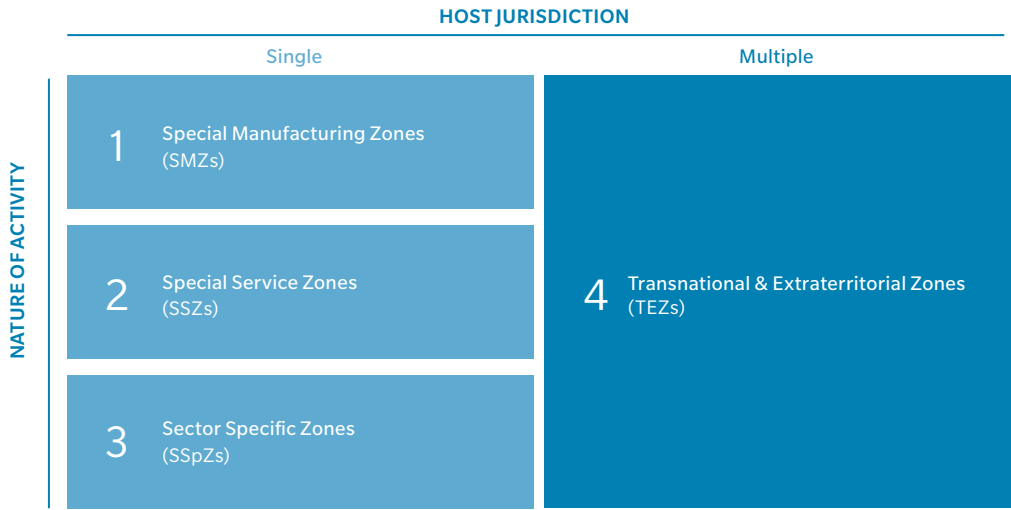 HOST JURISDICTION
Single
Multiple
NATURE OF ACTIVITY
1
Special Manufacturing Zones
(SMZs)
2
Special Service Zones
(SSZs)
3
Sector Specific Zones
(SSpZs)
4
Transnational & Extraterritorial Zones
(TEZs)